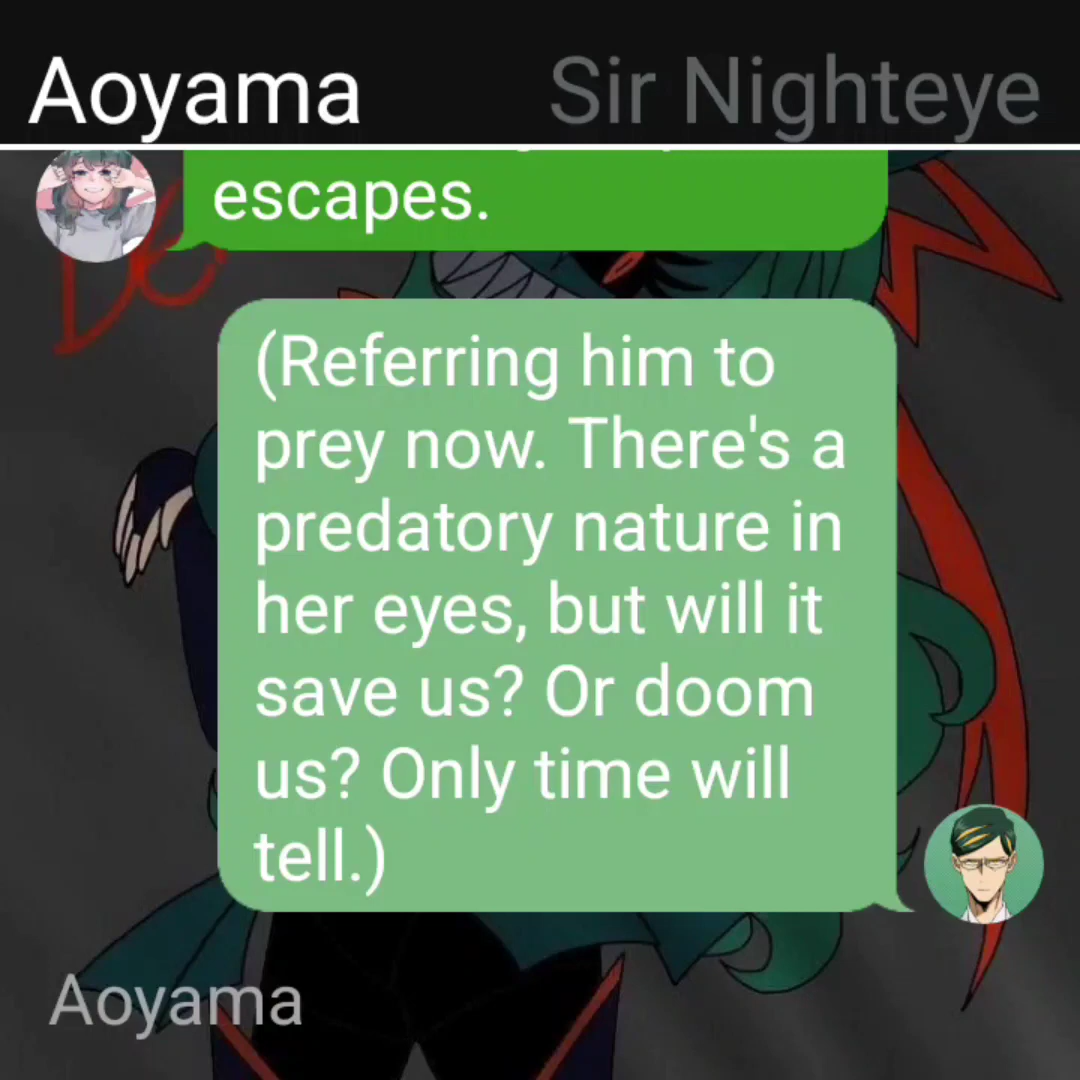 Aoyama Sir Nighteye
escapes.
(Referring him to
prey now. There's a
predatory nature in
her eyes, but will it
save us? Or doom
us? Only time will
tell.)
Aoyama